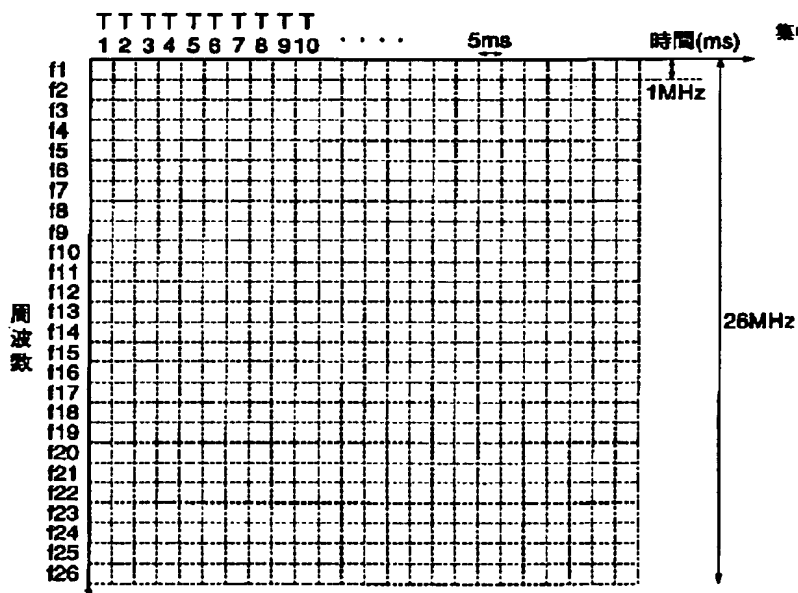 T T T T T T T T T T
1 2 3 4 5 6 7 8 9 10 ・・・・ 5ms 時間(ms)
f1
f2
1MHz
f3
f4
f5
f6
f7
f8
f9
f10
f11
f12
f13
f14
f15
f16
f17
f18
f19
f20
f21
f22
f23
f24
f25
f26
周波数
26MHz